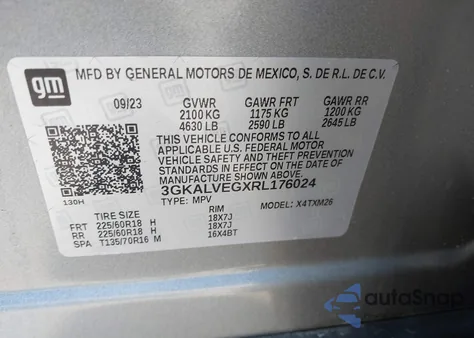 gm
MFD BY GENERAL MOTORS DE MEXICO, S. DE R.L. DE C.V.
09/23 GVWR GAWR FRT GAWR RR
2100 KG 1175 KG 1200 KG
4630 LB 2590 LB 2645 LB
THIS VEHICLE CONFORMS TO ALL
APPLICABLE U.S. FEDERAL MOTOR
VEHICLE SAFETY AND THEFT PREVENTION
STANDARDS IN EFFECT ON THE DATE OF
MANUFACTURE SHOWN ABOVE.
3GKALVEGXRL176024
130H TYPE: MPV MODEL: X4TXM26
TIRE SIZE RIM
FRT 225/60R18 H 18X7J
RR 225/60R18 H 18X7J
SPA T135/70R16 M 16X4BT
autoSnap